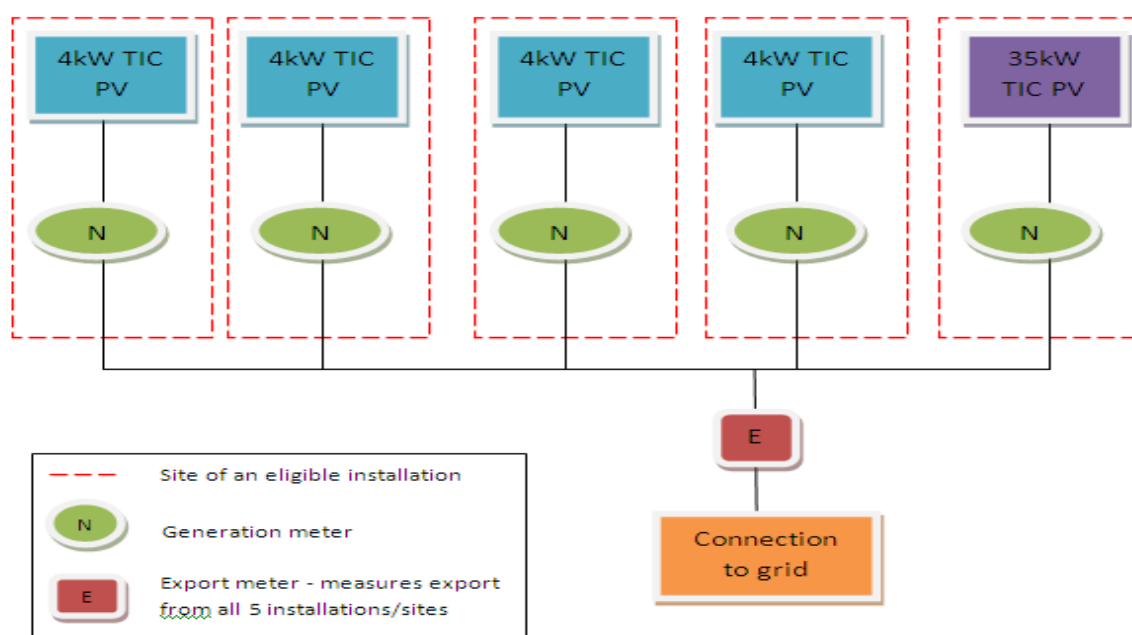 4kW TIC
PV
4kW TIC
PV
4kW TIC
PV
4kW TIC
PV
35kW
TIC PV
N
N
N
N
N
E
Connection
to grid
Site of an eligible installation
N
Generation meter
E
Export meter - measures export
from all 5 installations/sites